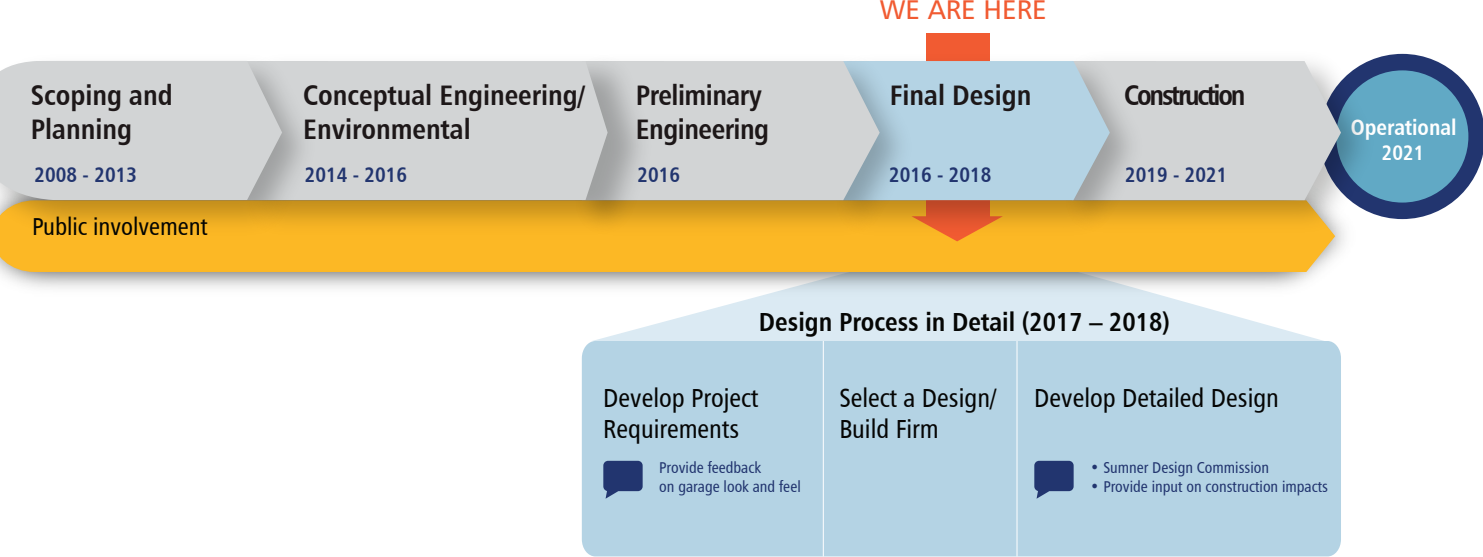 WE ARE HERE
Scoping and
Planning
2008 - 2013
Conceptual Engineering/
Environmental
2014 - 2016
Preliminary
Engineering
2016
Final Design
2016 - 2018
Construction
2019 - 2021
Operational
2021
Public involvement
Design Process in Detail (2017 – 2018)
Develop Project
Requirements
Provide feedback
on garage look and feel
Select a Design/
Build Firm
Develop Detailed Design
• Sumner Design Commission
• Provide input on construction impacts